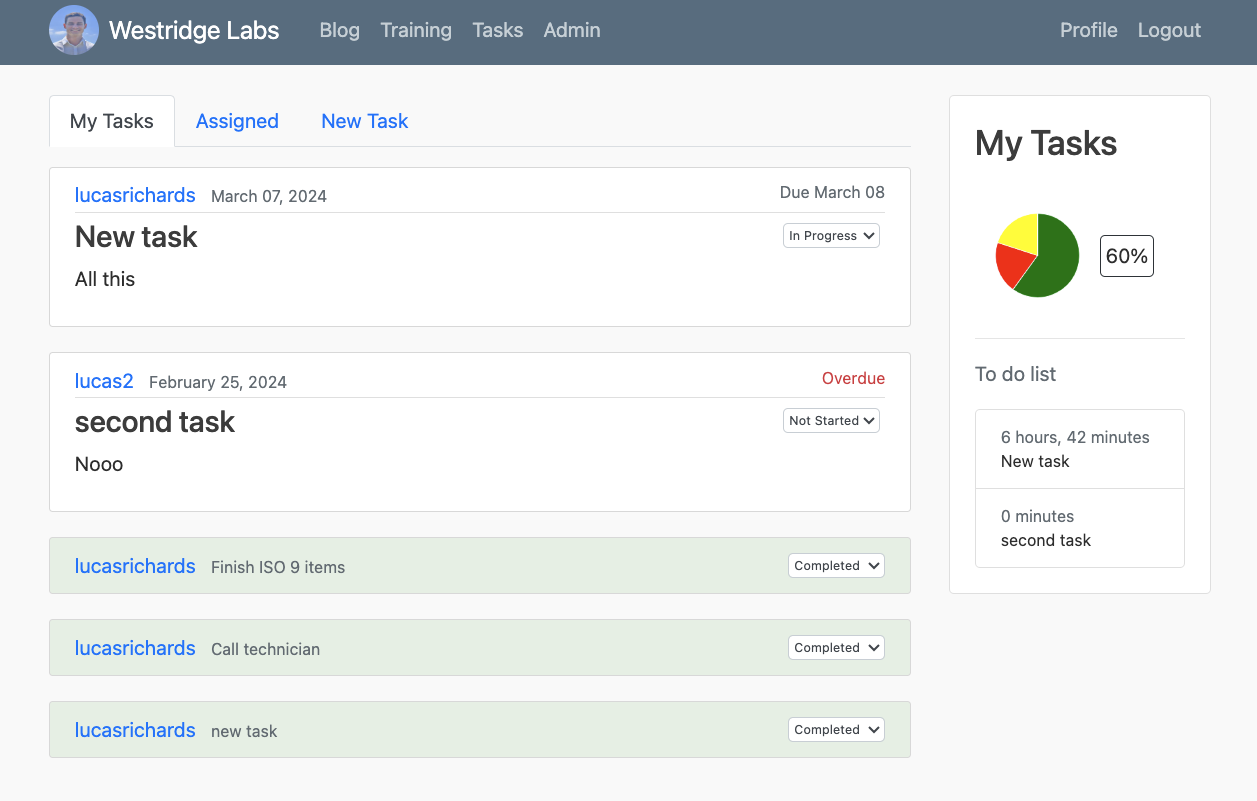 Westridge Labs Blog Training Tasks Admin Profile Logout
My Tasks Assigned New Task
lucasrichards March 07, 2024 Due March 08
New task In Progress
All this
lucas2 February 25, 2024 Overdue
second task Not Started
Nooo
lucasrichards Finish ISO 9 items Completed
lucasrichards Call technician Completed
lucasrichards new task Completed
My Tasks
60%
To do list
6 hours, 42 minutes
New task
0 minutes
second task